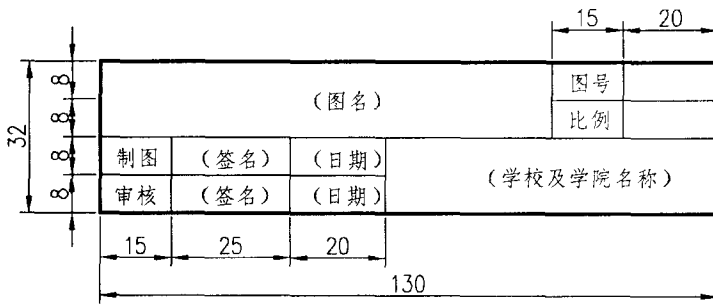 15 20
8 图号
(图名)
8 比例
32
8 制图 (签名) (日期)
(学校及学院名称)
8 审核 (签名) (日期)
15 25 20
130